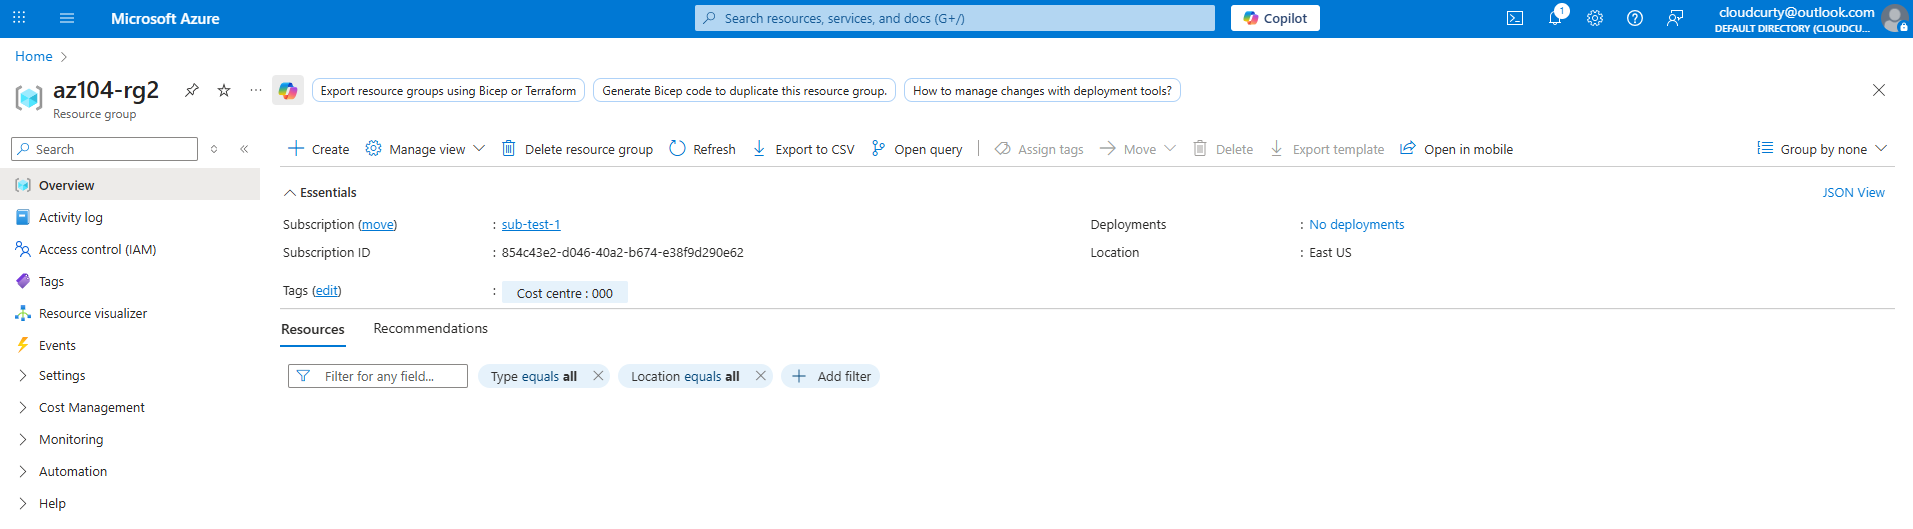 Microsoft Azure
Search resources, services, and docs (G+/)
Copilot
1
cloudcurty@outlook.com
DEFAULT DIRECTORY (CLOUDCU...
Home
az104-rg2
Resource group
Export resource groups using Bicep or Terraform
Generate Bicep code to duplicate this resource group.
How to manage changes with deployment tools?
Search
Overview
Activity log
Access control (IAM)
Tags
Resource visualizer
Events
Settings
Cost Management
Monitoring
Automation
Help
Create
Manage view
Delete resource group
Refresh
Export to CSV
Open query
Assign tags
Move
Delete
Export template
Open in mobile
Group by none
Essentials
JSON View
Subscription (move) : sub-test-1
Subscription ID : 854c43e2-d046-40a2-b674-e38f9d290e62
Deployments : No deployments
Location : East US
Tags (edit) : Cost centre : 000
Resources
Recommendations
Filter for any field...
Type equals all
Location equals all
Add filter